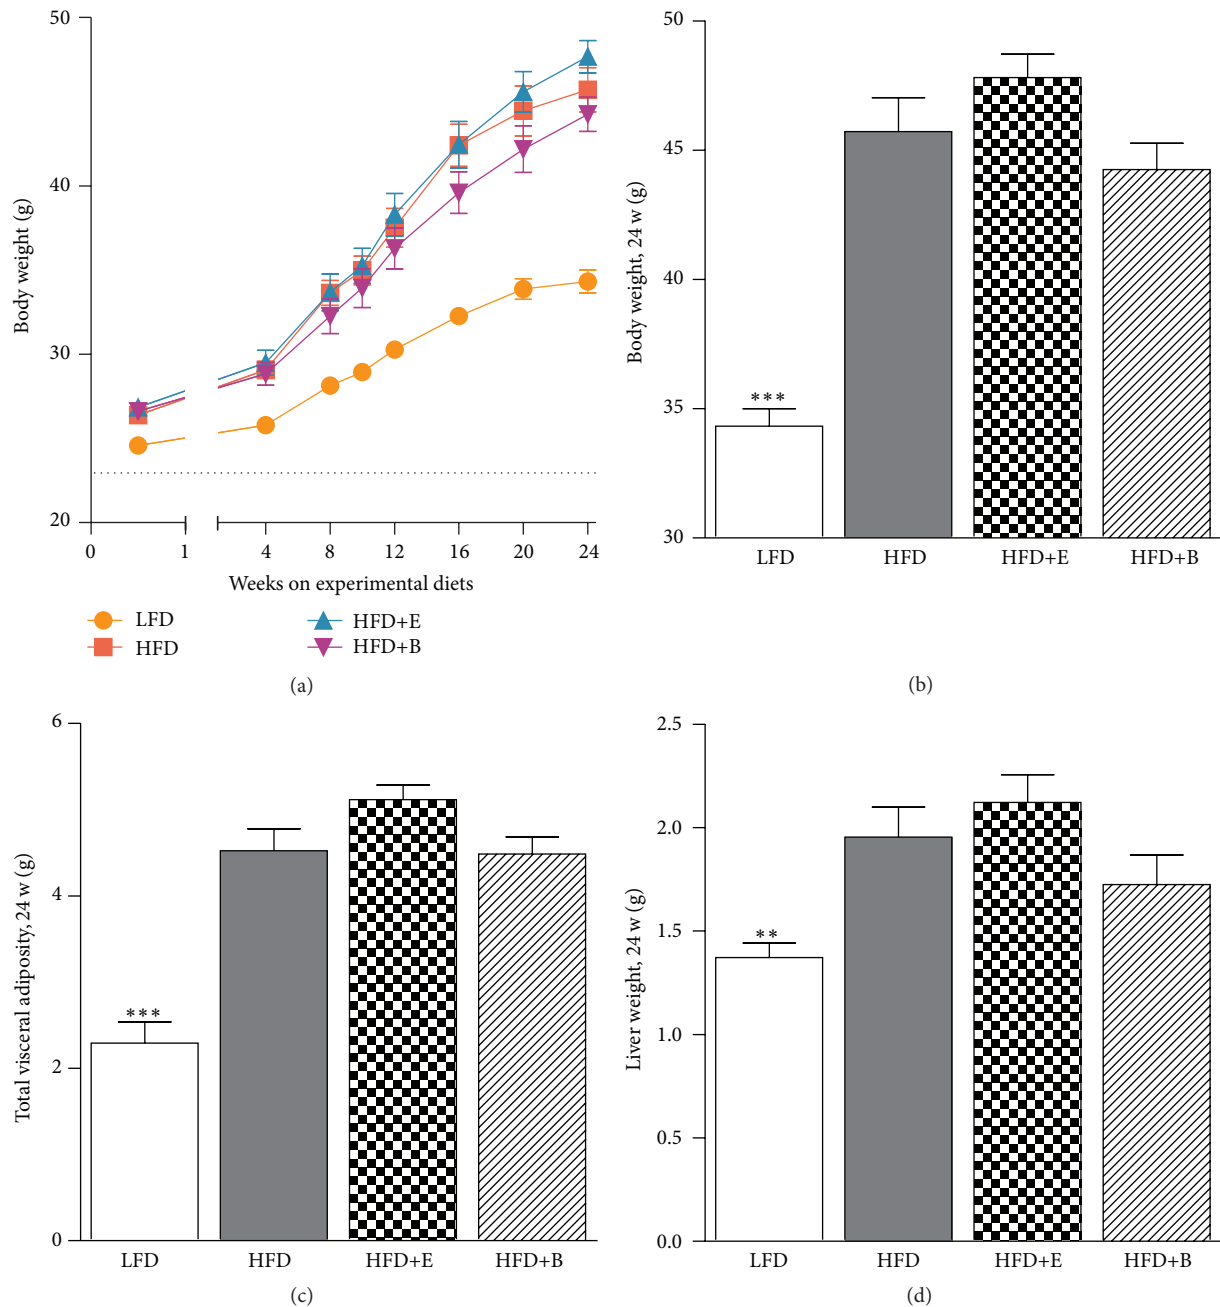 50
40
30
20
Body weight (g)
0 1 4 8 12 16 20 24
Weeks on experimental diets
LFD
HFD
HFD+E
HFD+B
(a)
50
45
40
35
30
Body weight, 24 w (g)
***
LFD HFD HFD+E HFD+B
(b)
6
4
2
0
Total visceral adiposity, 24 w (g)
***
LFD HFD HFD+E HFD+B
(c)
2.5
2.0
1.5
1.0
0.5
0.0
Liver weight, 24 w (g)
**
LFD HFD HFD+E HFD+B
(d)